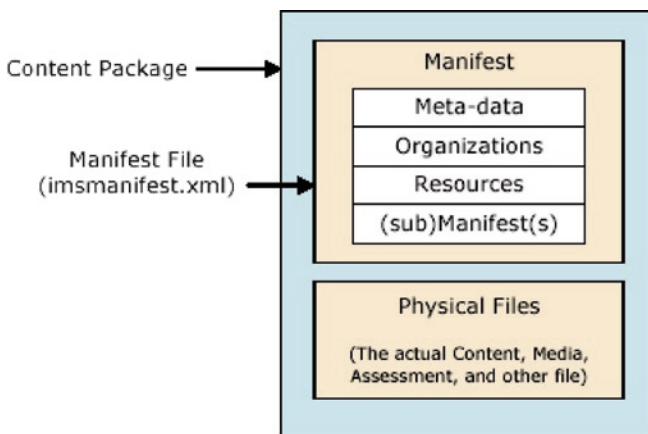 Content Package
Manifest File
(imsmanifest.xml)
Manifest
Meta-data
Organizations
Resources
(sub)Manifest(s)
Physical Files
(The actual Content, Media,
Assessment, and other file)